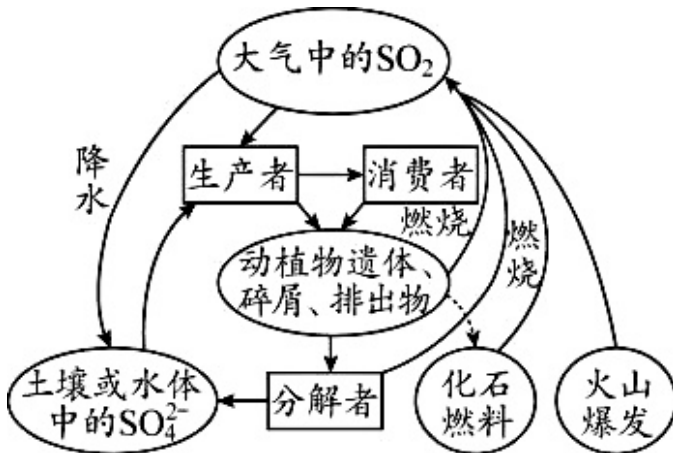 大气中的SO₂
降水
生产者
消费者
燃烧
燃烧
动植物遗体、
碎屑、排出物
土壤或水体
中的SO₄²⁻
分解者
化石
燃料
火山
爆发